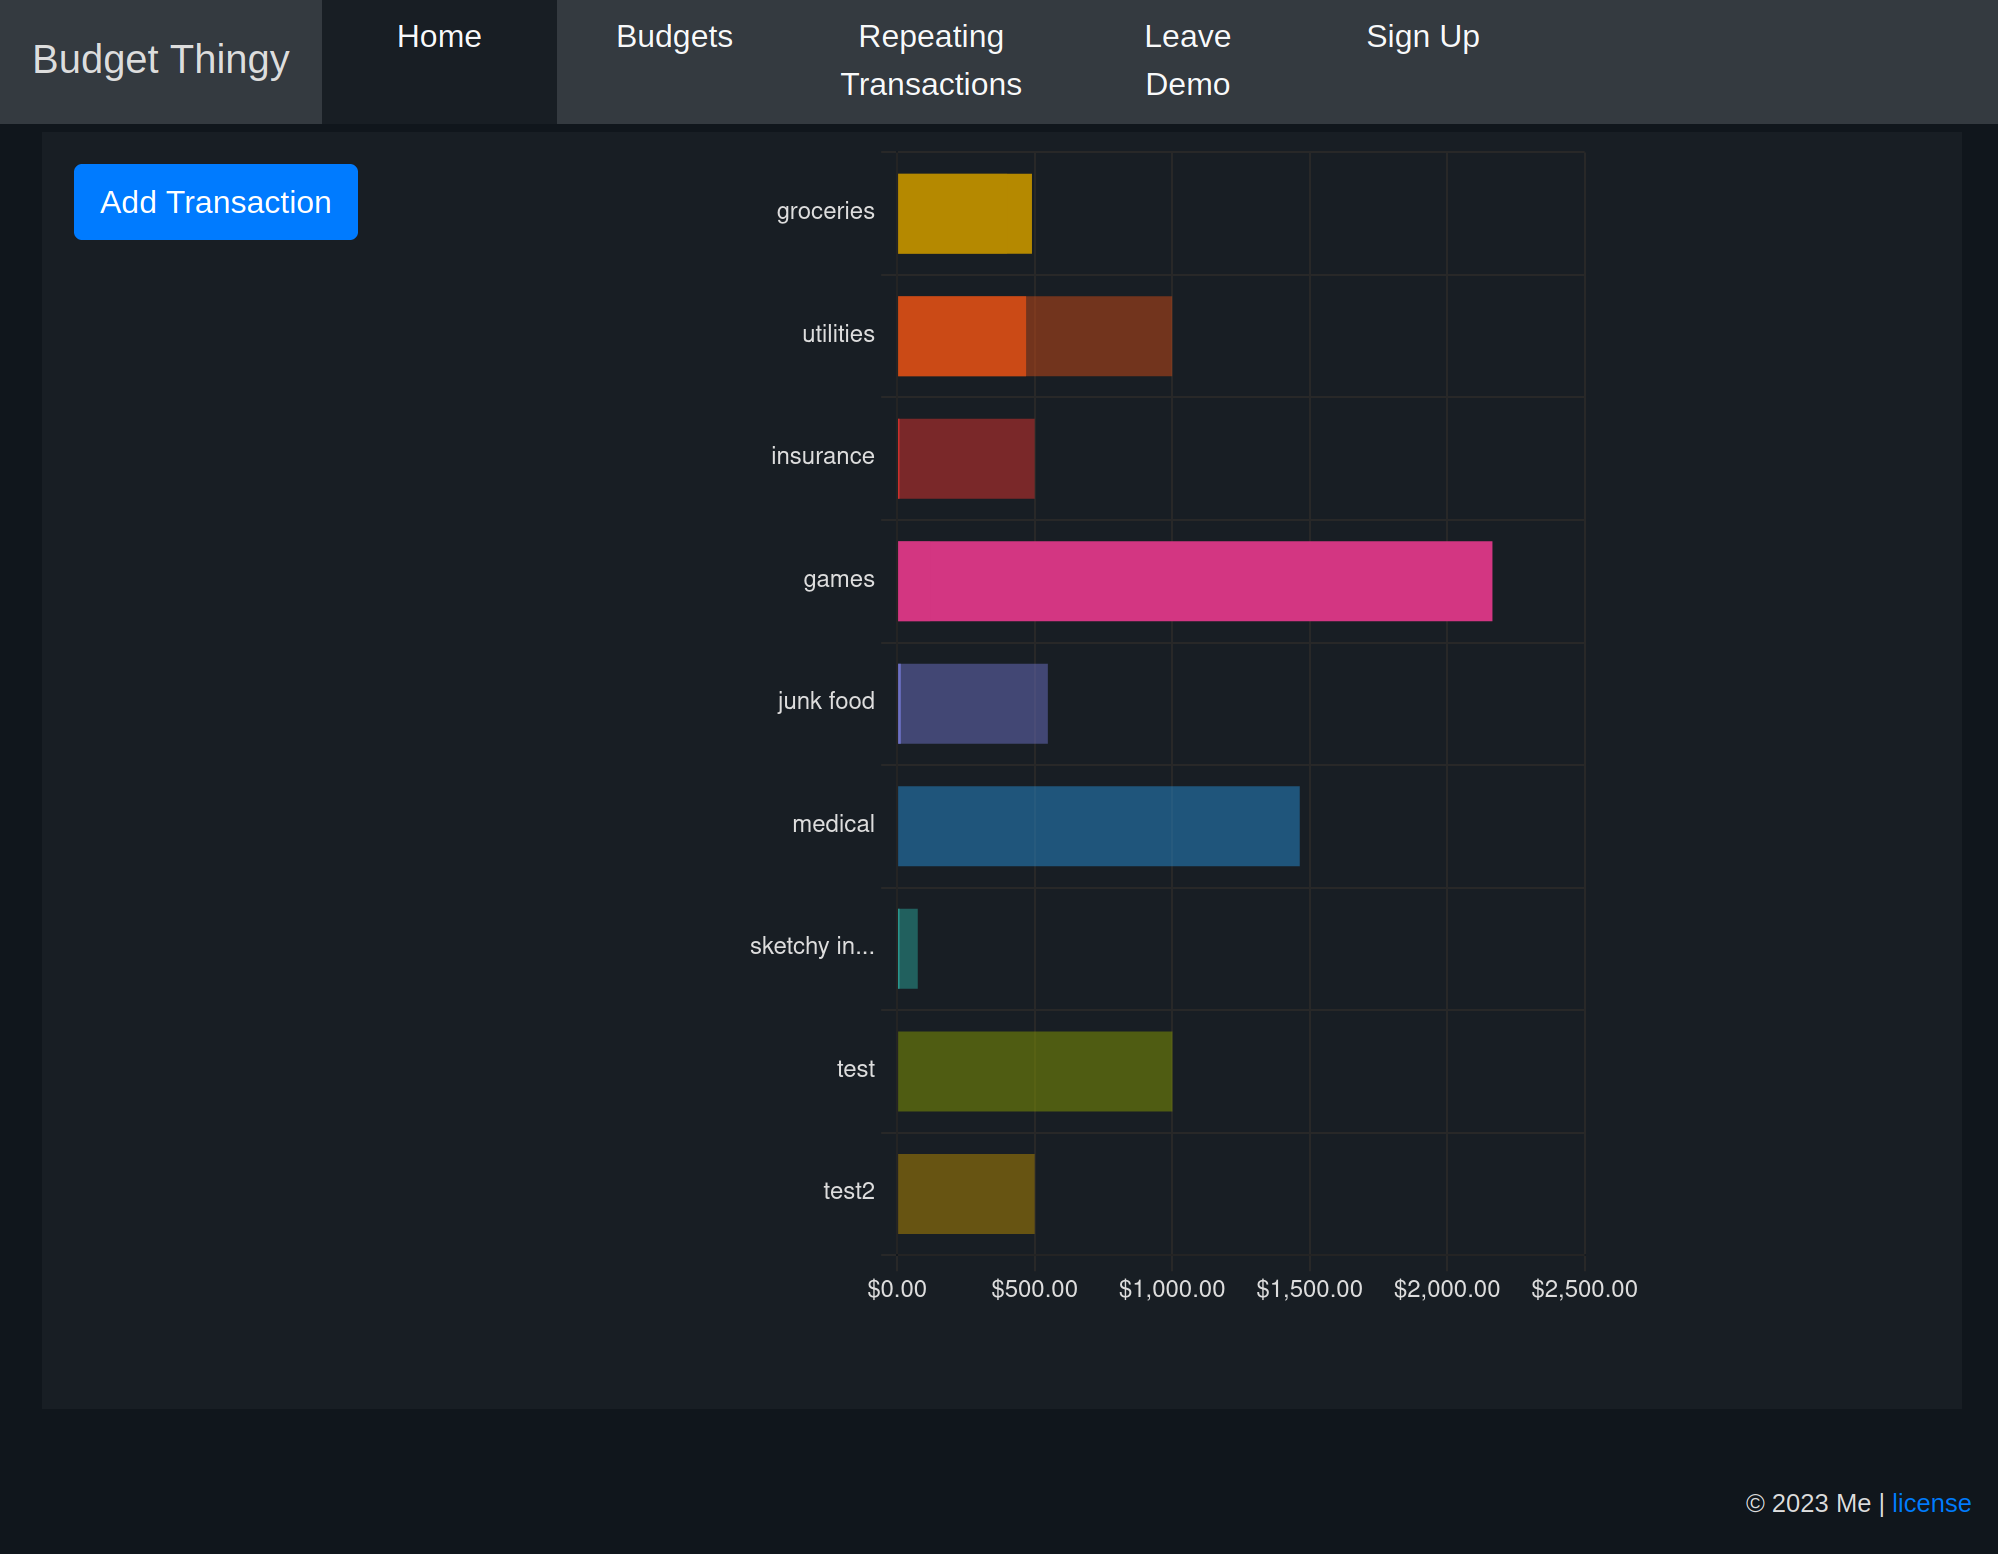 Budget Thingy
Home
Budgets
Repeating
Transactions
Leave
Demo
Sign Up
Add Transaction
groceries
utilities
insurance
games
junk food
medical
sketchy in...
test
test2
$0.00 $500.00 $1,000.00 $1,500.00 $2,000.00 $2,500.00
© 2023 Me | license